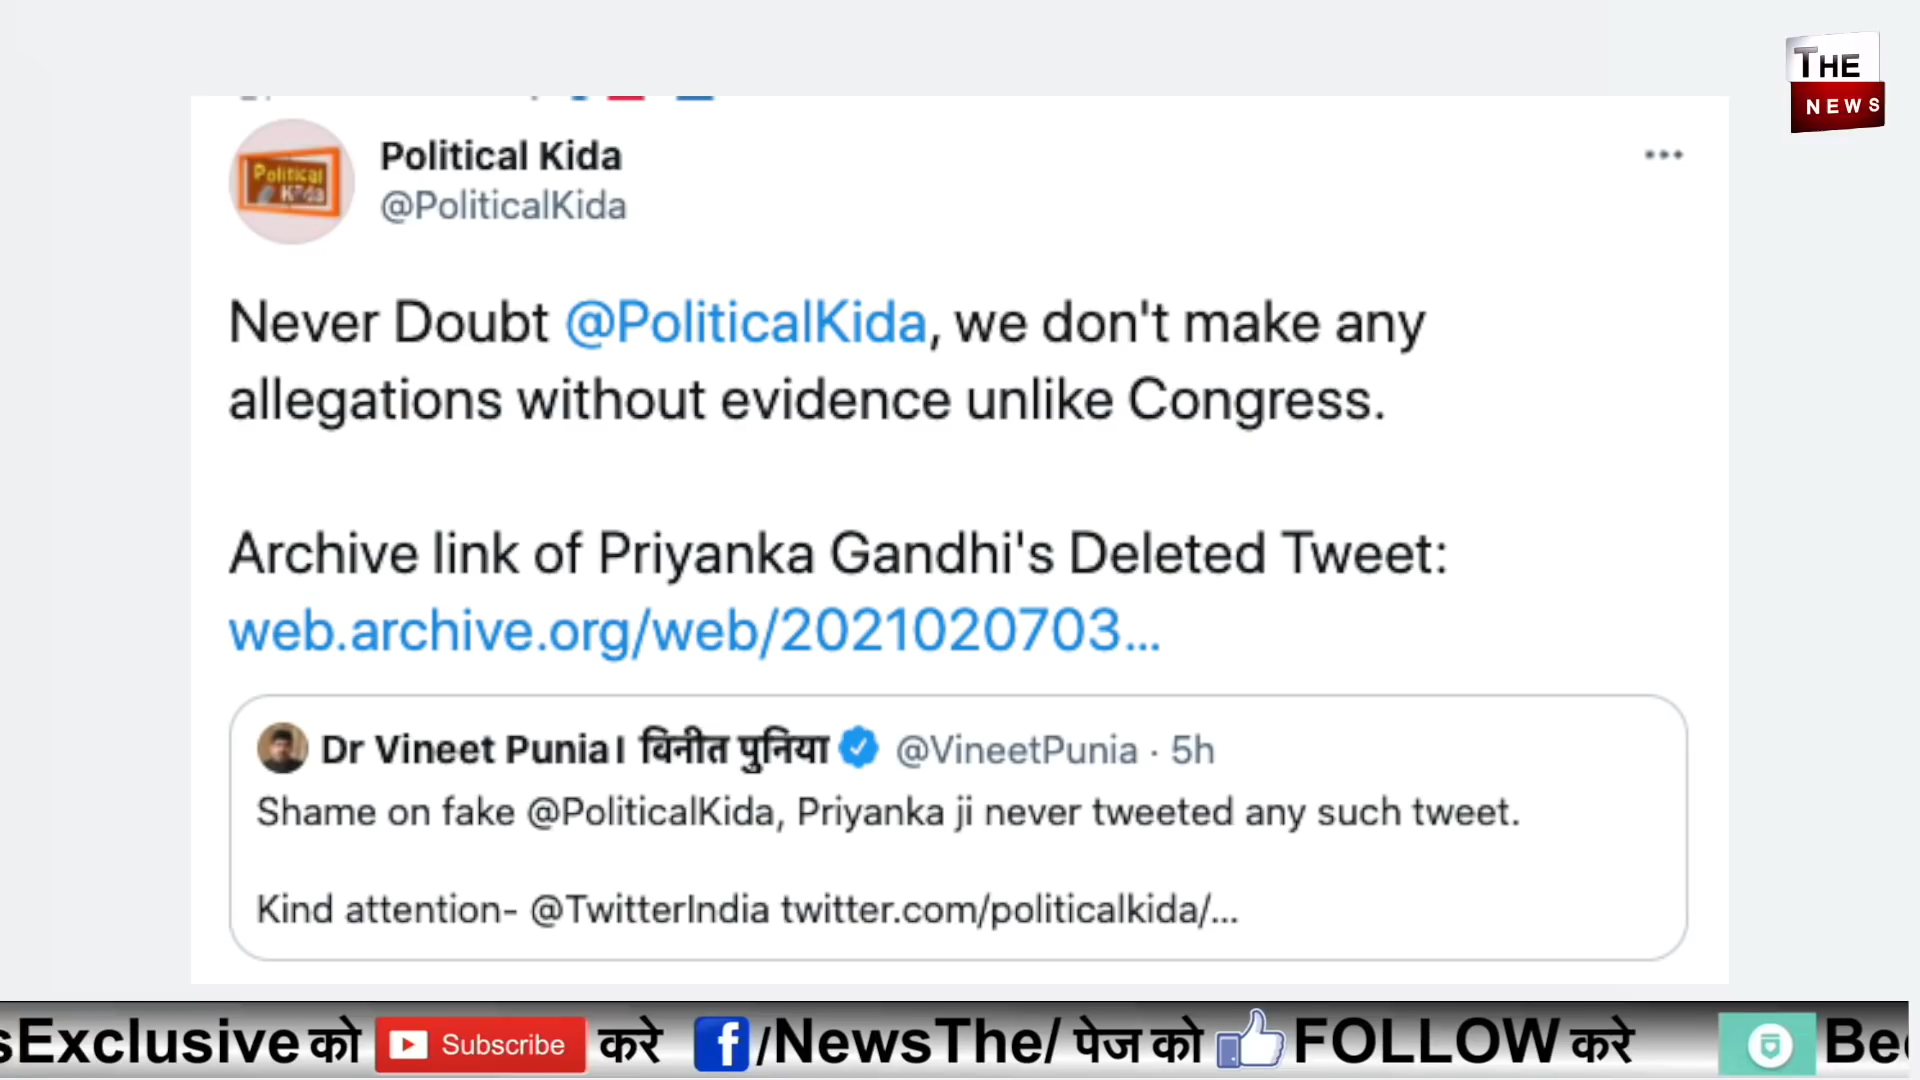 THE
NEWS
Political Kida
@PoliticalKida
Political
Kida
Never Doubt @PoliticalKida, we don't make any
allegations without evidence unlike Congress.
Archive link of Priyanka Gandhi's Deleted Tweet:
web.archive.org/web/2021020703...
Dr Vineet Punia। विनीत पुनिया @VineetPunia · 5h
Shame on fake @PoliticalKida, Priyanka ji never tweeted any such tweet.
Kind attention- @TwitterIndia twitter.com/politicalkida/...
sExclusive को Subscribe करे f/NewsThe/ पेज को FOLLOW करे